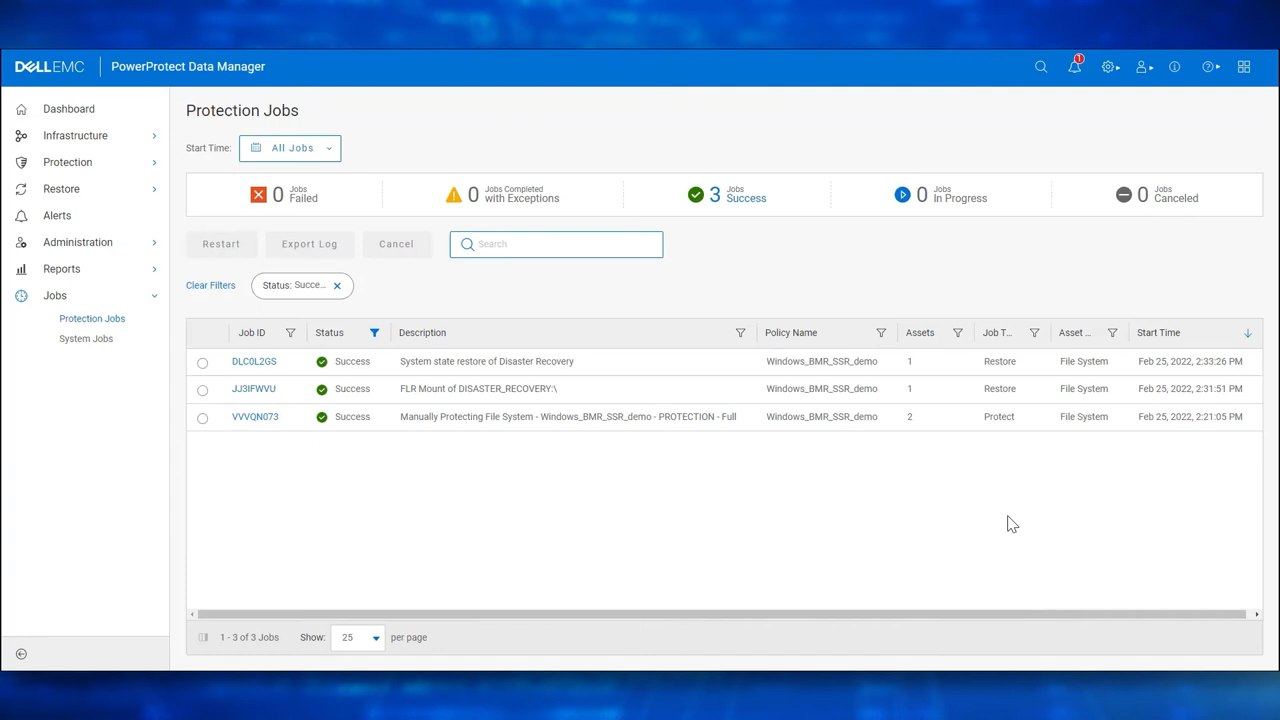 DELLEMC PowerProtect Data Manager 1
Dashboard
Infrastructure
Protection
Restore
Alerts
Administration
Reports
Jobs
Protection Jobs
System Jobs
Protection Jobs
Start Time: All Jobs
0 Jobs Failed
0 Jobs Completed with Exceptions
3 Jobs Success
0 Jobs In Progress
0 Jobs Canceled
Restart Export Log Cancel Search
Clear Filters Status: Succe...
Job ID Status Description Policy Name Assets Job T... Asset ... Start Time
DLC0L2GS Success System state restore of Disaster Recovery Windows_BMR_SSR_demo 1 Restore File System Feb 25, 2022, 2:33:26 PM
JJ3IFWVU Success FLR Mount of DISASTER_RECOVERY:\ Windows_BMR_SSR_demo 1 Restore File System Feb 25, 2022, 2:31:51 PM
VVVQN073 Success Manually Protecting File System - Windows_BMR_SSR_demo - PROTECTION - Full Windows_BMR_SSR_demo 2 Protect File System Feb 25, 2022, 2:21:05 PM
1 - 3 of 3 Jobs Show: 25 per page